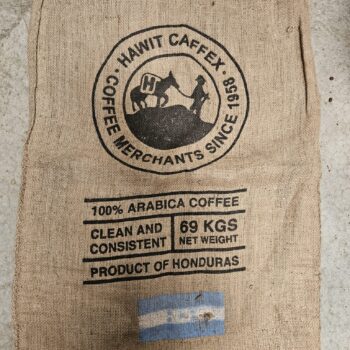 HAWIT CAFFEX
COFFEE MERCHANTS SINCE 1958
H
100% ARABICA COFFEE
CLEAN AND
CONSISTENT
69 KGS
NET WEIGHT
PRODUCT OF HONDURAS